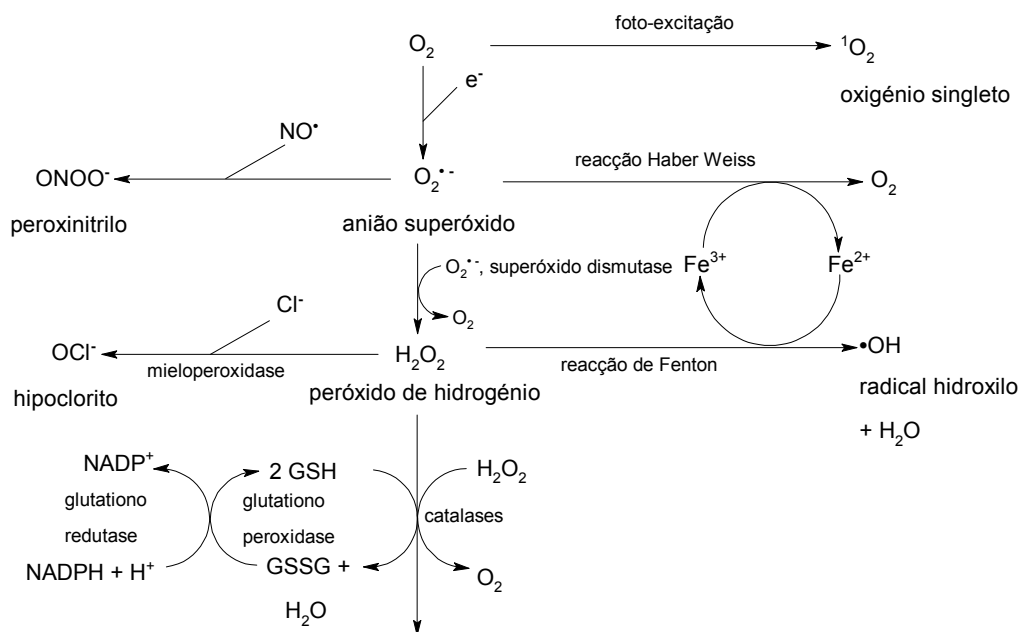 foto-excitação
O₂
¹O₂
e⁻
oxigénio singleto
NO•
reacção Haber Weiss
ONOO⁻
O₂•⁻
O₂
peroxinitrilo
anião superóxido
O₂•⁻, superóxido dismutase
Fe³⁺
Fe²⁺
Cl⁻
O₂
OCl⁻
H₂O₂
•OH
mieloperoxidase
reacção de Fenton
hipoclorito
peróxido de hidrogénio
radical hidroxilo
+ H₂O
NADP⁺
2 GSH
H₂O₂
glutationo
redutase
glutationo
peroxidase
catalases
NADPH + H⁺
GSSG +
H₂O
O₂